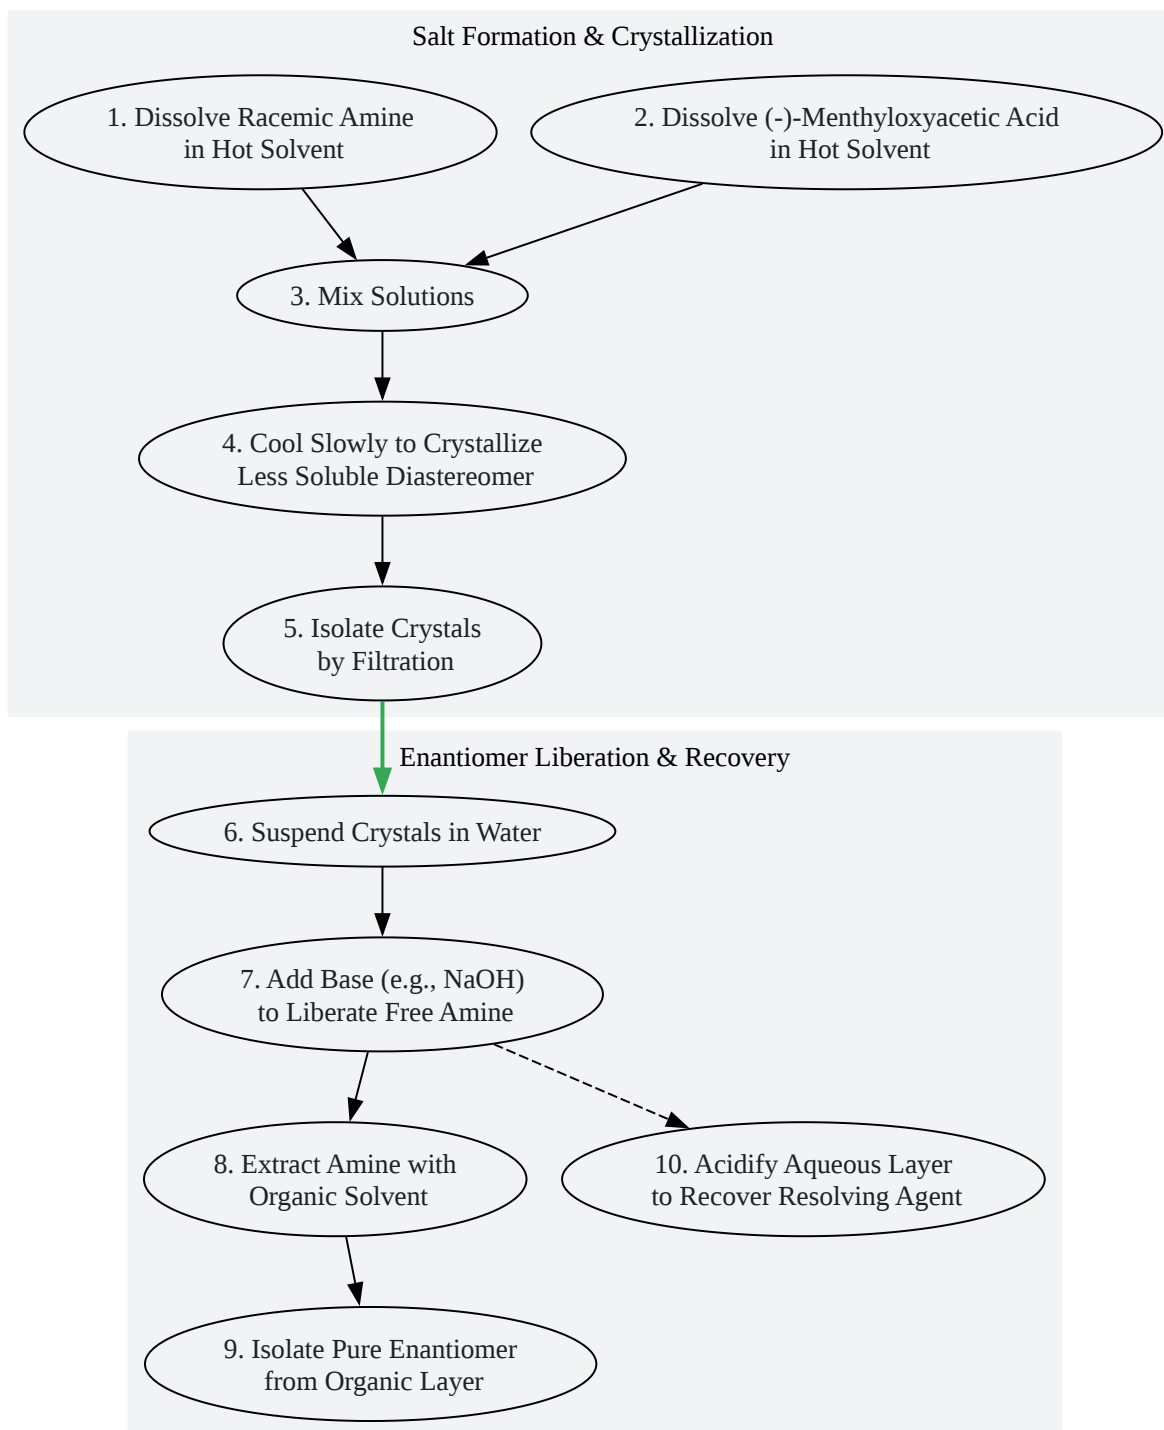 Salt Formation & Crystallization
1. Dissolve Racemic Amine
in Hot Solvent
2. Dissolve (-)-Menthyloxyacetic Acid
in Hot Solvent
3. Mix Solutions
4. Cool Slowly to Crystallize
Less Soluble Diastereomer
5. Isolate Crystals
by Filtration
Enantiomer Liberation & Recovery
6. Suspend Crystals in Water
7. Add Base (e.g., NaOH)
to Liberate Free Amine
8. Extract Amine with
Organic Solvent
10. Acidify Aqueous Layer
to Recover Resolving Agent
9. Isolate Pure Enantiomer
from Organic Layer